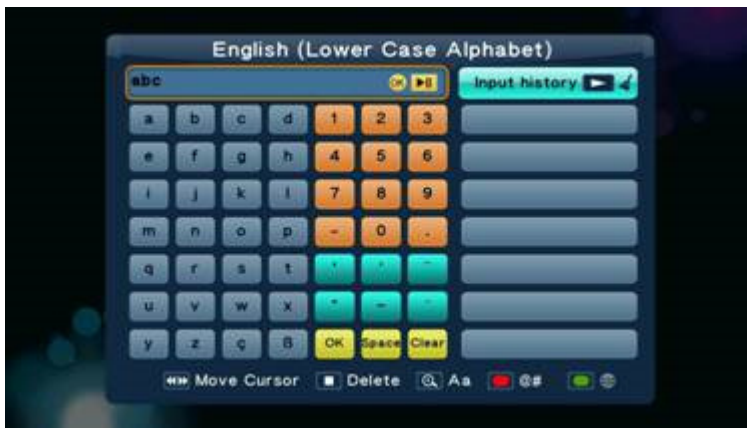 English (Lower Case Alphabet)
abc OK Input history
a b c d 1 2 3
e f g h 4 5 6
i j k l 7 8 9
m n o p - 0 .
q r s t
u v w x
y z ç ß OK Space Clear
Move Cursor Delete Aa @#